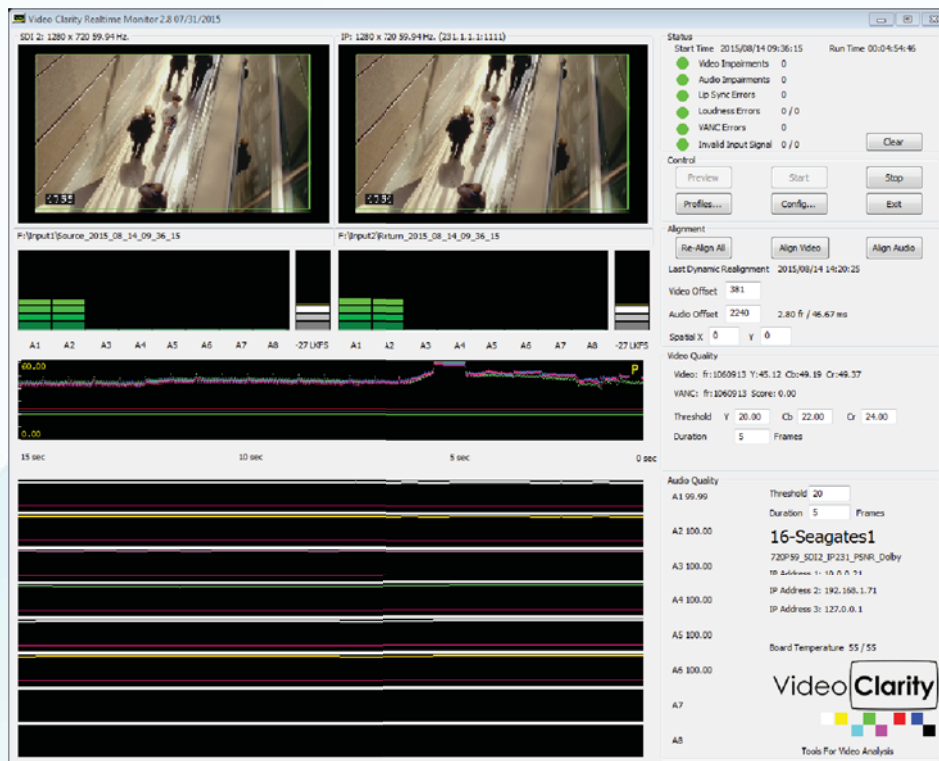 Video Clarity Realtime Monitor 2.8 07/31/2015
SDI 2: 1280 x 720 59.94 Hz.
IP: 1280 x 720 59.94 Hz. (231.1.1.1:1111)
F:\Input1\Source_2015_08_14_09_36_15
F:\Input2\Return_2015_08_14_09_36_15
A1 A2 A3 A4 A5 A6 A7 A8 -27 LKFS
A1 A2 A3 A4 A5 A6 A7 A8 -27 LKFS
60.00
P
0.00
15 sec 10 sec 5 sec 0 sec
Status
Start Time 2015/08/14 09:36:15 Run Time 00:04:54:46
Video Impairments 0
Audio Impairments 0
Lip Sync Errors 0
Loudness Errors 0 / 0
VANC Errors 0
Invalid Input Signal 0 / 0
Clear
Control
Preview Start Stop
Profiles... Config... Exit
Alignment
Re-Align All Align Video Align Audio
Last Dynamic Realignment 2015/08/14 14:20:25
Video Offset 381
Audio Offset 2240 2.80 fr / 46.67 ms
Spatial X 0 Y 0
Video Quality
Video: fr:1060913 Y:45.12 Cb:49.19 Cr:49.37
VANC: fr:1060913 Score: 0.00
Threshold Y 20.00 Cb 22.00 Cr 24.00
Duration 5 Frames
Audio Quality
A1 99.99
A2 100.00
A3 100.00
A4 100.00
A5 100.00
A6 100.00
A7
A8
Threshold 20
Duration 5 Frames
16-Seagates1
720P59_SDI2_IP231_PSNR_Dolby
IP Address 1: 10.0.0.21
IP Address 2: 192.168.1.71
IP Address 3: 127.0.0.1
Board Temperature 55 / 55
Video Clarity
Tools For Video Analysis